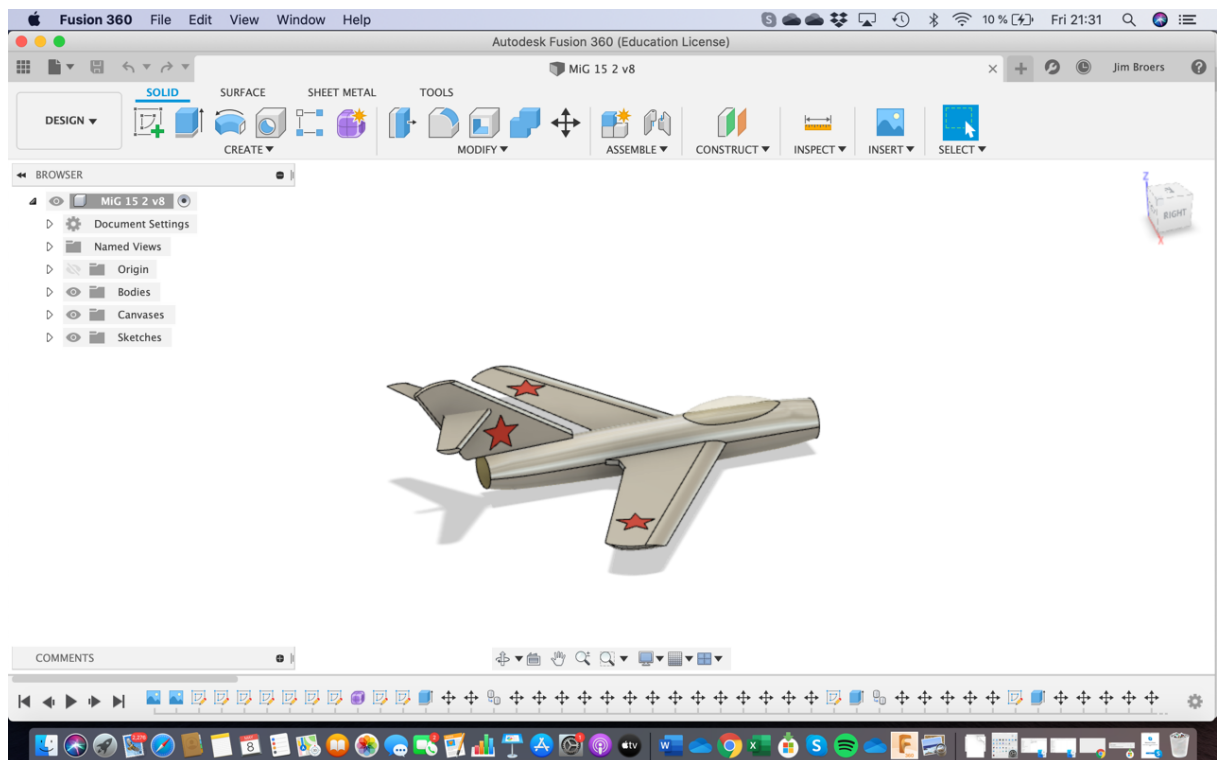 Fusion 360 File Edit View Window Help 10 % Fri 21:31
Autodesk Fusion 360 (Education License)
MiG 15 2 v8 Jim Broers
SOLID SURFACE SHEET METAL TOOLS
DESIGN
CREATE MODIFY ASSEMBLE CONSTRUCT INSPECT INSERT SELECT
BROWSER
MiG 15 2 v8
Document Settings
Named Views
Origin
Bodies
Canvases
Sketches
Z
RIGHT
X
COMMENTS
8